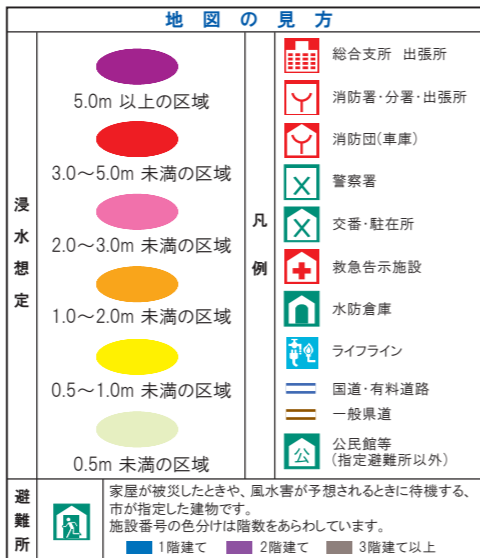 地図の見方
浸水想定
5.0m 以上の区域
3.0〜5.0m 未満の区域
2.0〜3.0m 未満の区域
1.0〜2.0m 未満の区域
0.5〜1.0m 未満の区域
0.5m 未満の区域
凡例
総合支所 出張所
消防署・分署・出張所
消防団(車庫)
警察署
交番・駐在所
救急告示施設
水防倉庫
ライフライン
国道・有料道路
一般県道
公
公民館等
(指定避難所以外)
避難所
家屋が被災したときや、風水害が予想されるときに待機する、
市が指定した建物です。
施設番号の色分けは階数をあらわしています。
1階建て 2階建て 3階建て以上